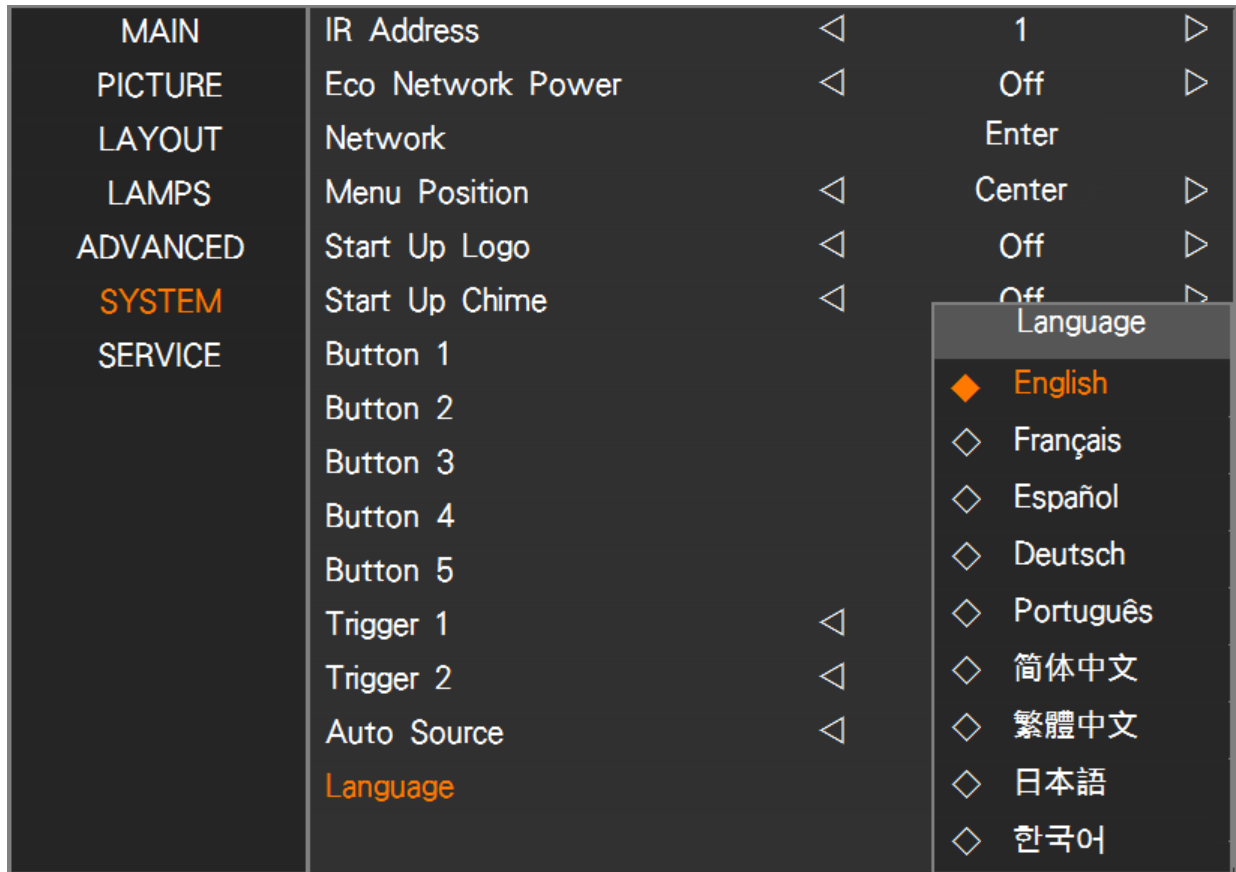 MAIN
PICTURE
LAYOUT
LAMPS
ADVANCED
SYSTEM
SERVICE
IR Address 1
Eco Network Power Off
Network Enter
Menu Position Center
Start Up Logo Off
Start Up Chime Off
Button 1
Button 2
Button 3
Button 4
Button 5
Trigger 1
Trigger 2
Auto Source
Language
Language
English
Français
Español
Deutsch
Português
简体中文
繁體中文
日本語
한국어